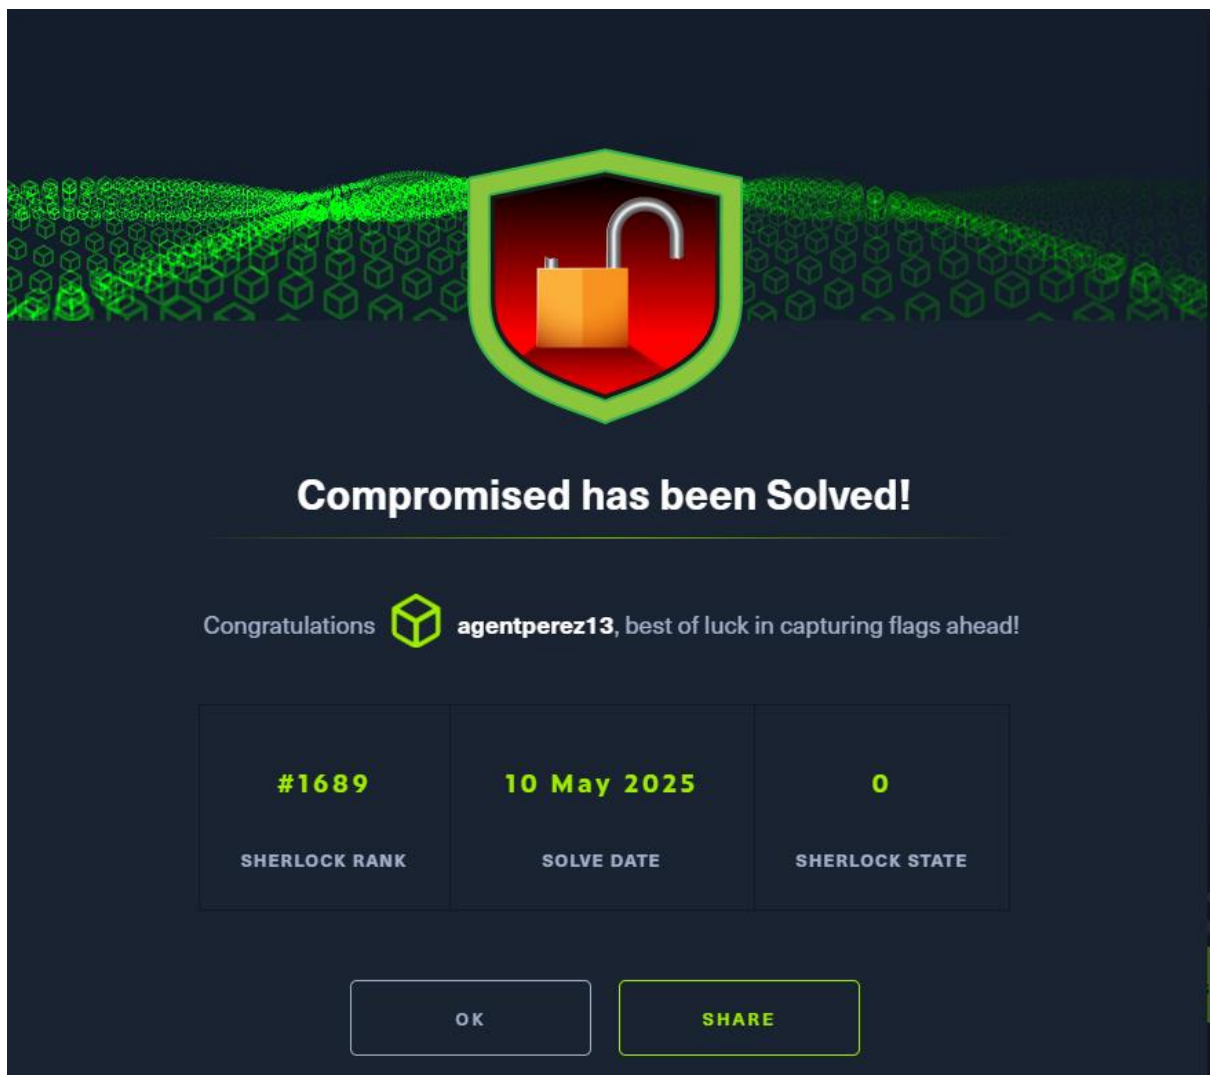 Compromised has been Solved!
Congratulations agentperez13, best of luck in capturing flags ahead!
#1689 10 May 2025 0
SHERLOCK RANK SOLVE DATE SHERLOCK STATE
OK SHARE